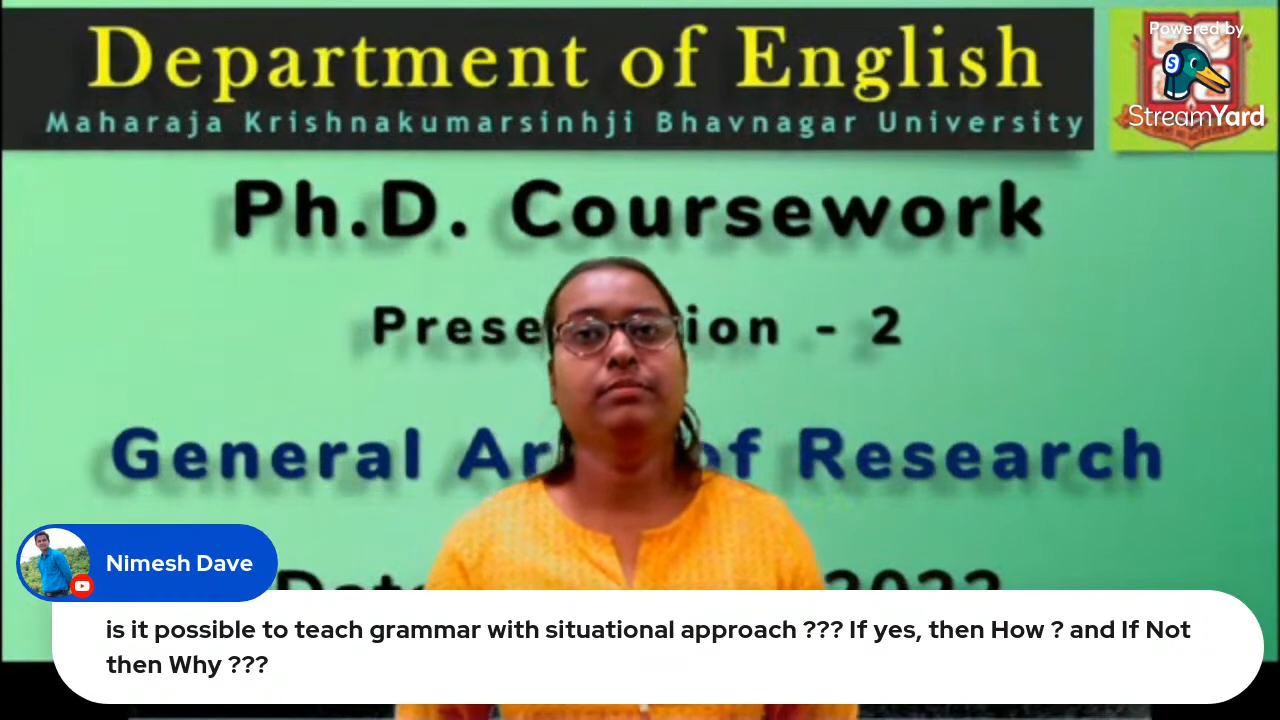 Department of English
Maharaja Krishnakumarsinhji Bhavnagar University
Powered by
StreamYard
Ph.D. Coursework
Prese ion - 2
General Ar of Research
Nimesh Dave
is it possible to teach grammar with situational approach ??? If yes, then How ? and If Not
then Why ???